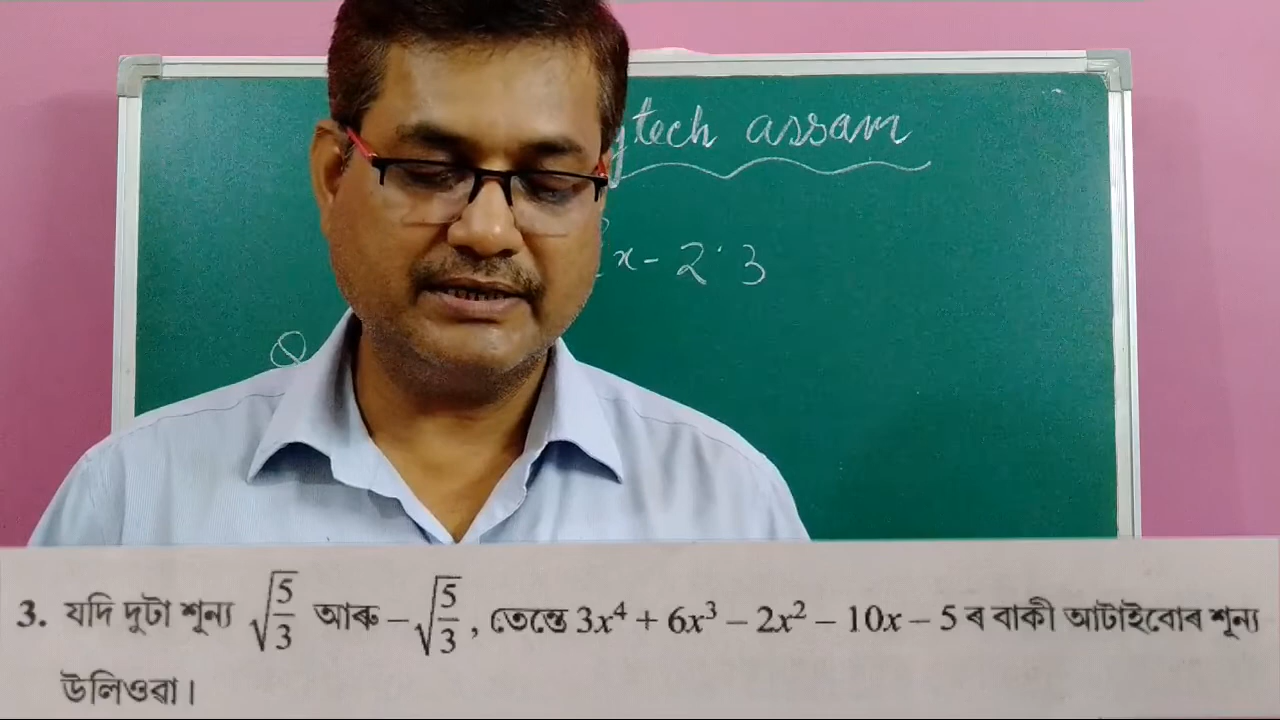 assam
x - 2.3
3. যদি দুটা শূন্য √(5/3) আৰু –√(5/3), তেন্তে 3x⁴ + 6x³ – 2x² – 10x – 5 ৰ বাকী আটাইবোৰ শূন্য
উলিওৱা।